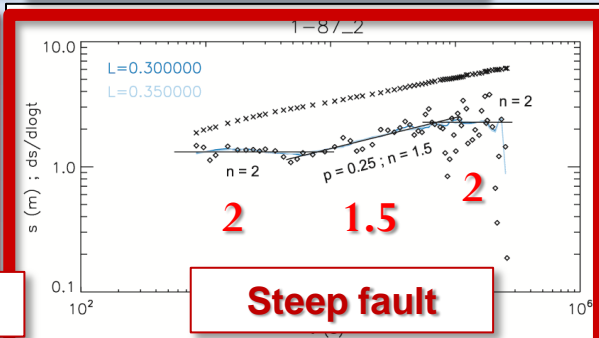 1-87_2
10.0
L=0.300000
L=0.350000
n = 2
s (m) ; ds/dlogt
1.0
n = 2
p = 0.25 ; n = 1.5
2
1.5
2
0.1
10²
Steep fault
10⁶